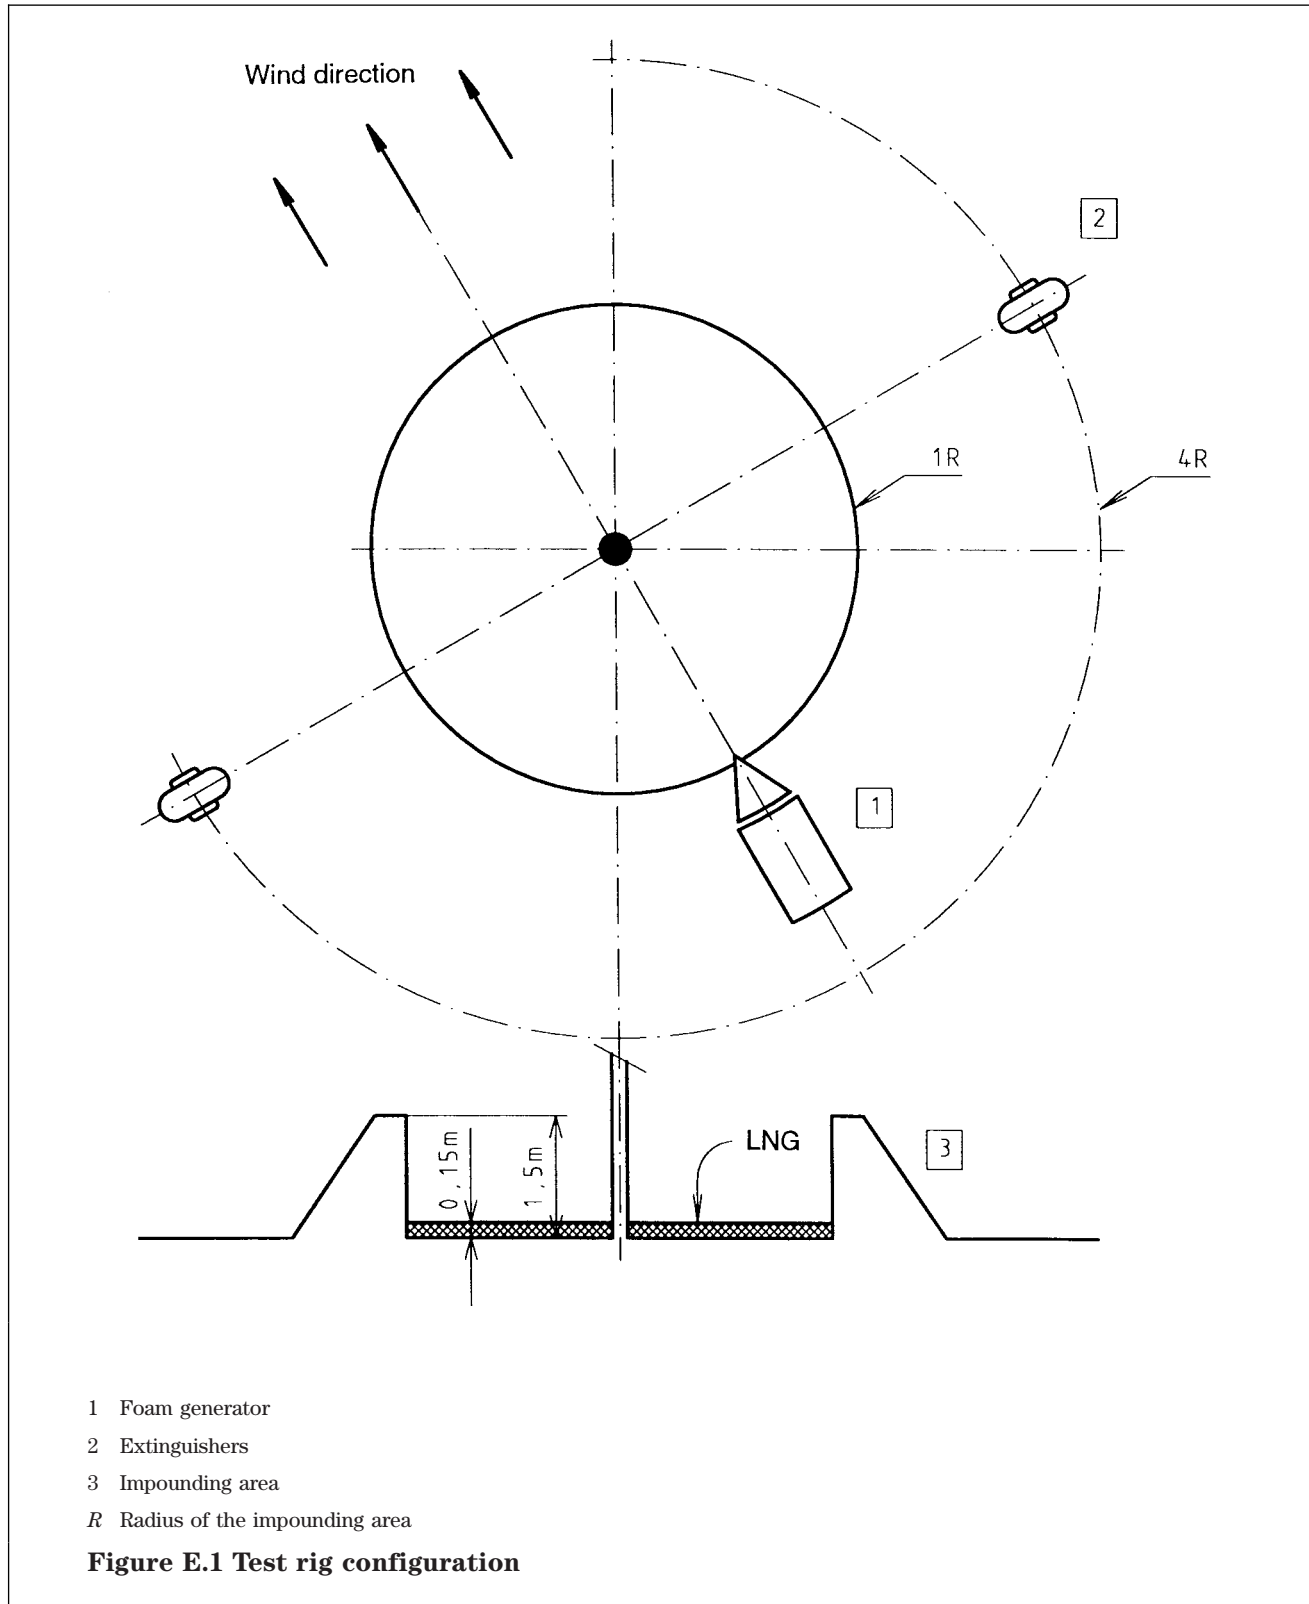 Wind direction
2
1R
4R
1
0,15m
1,5m
LNG
3
1 Foam generator
2 Extinguishers
3 Impounding area
R Radius of the impounding area
Figure E.1 Test rig configuration